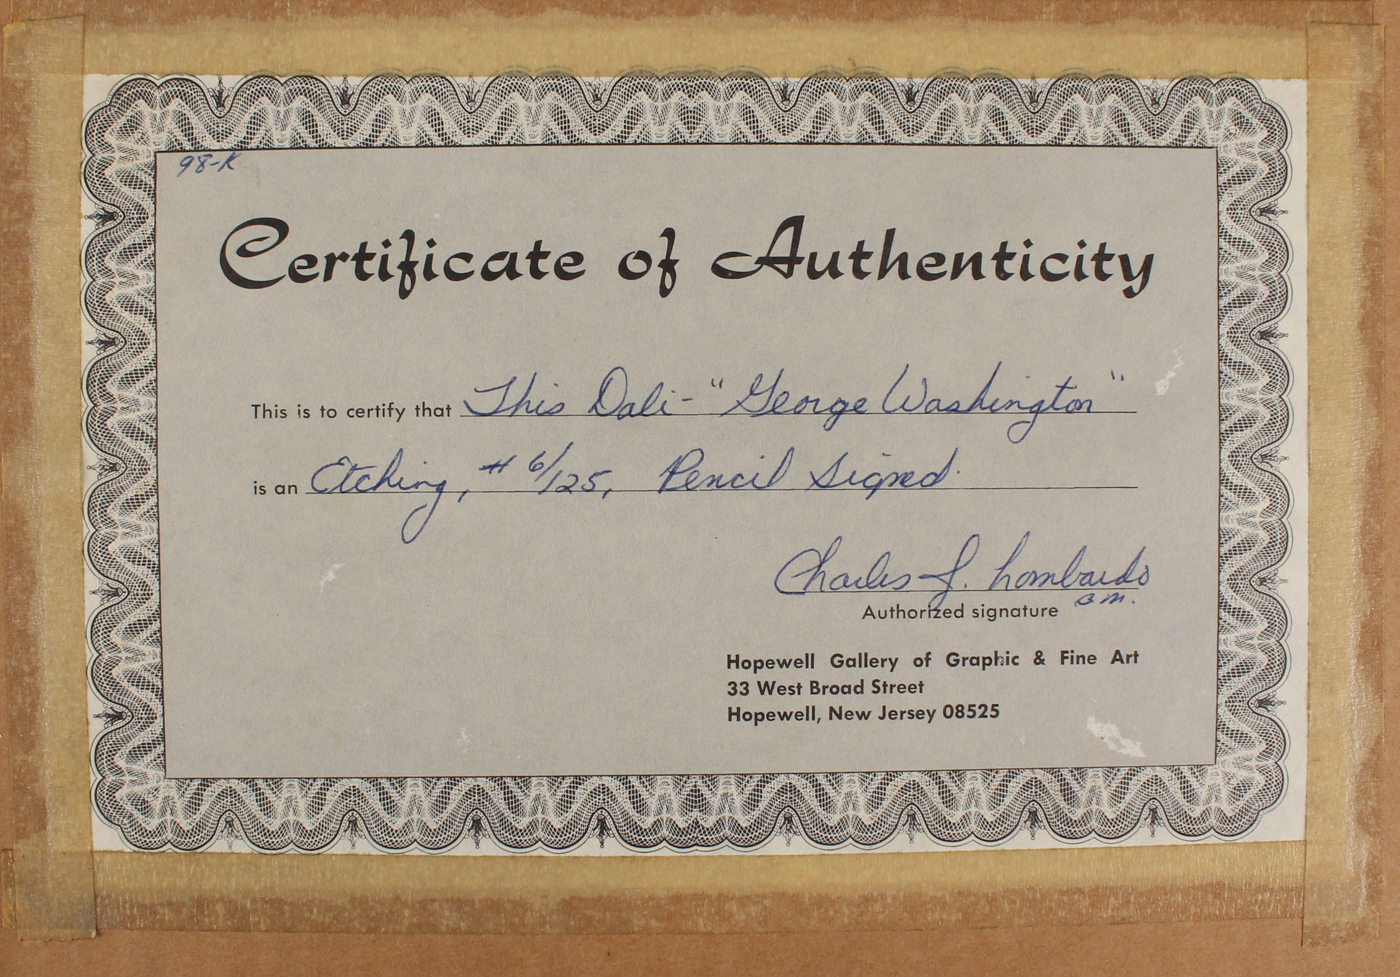 98-K
Certificate of Authenticity
This is to certify that This Dali - "George Washington"
is an Etching, # 6/125, Pencil Signed.
Charles J. Lombardo
B.M.
Authorized signature
Hopewell Gallery of Graphic & Fine Art
33 West Broad Street
Hopewell, New Jersey 08525